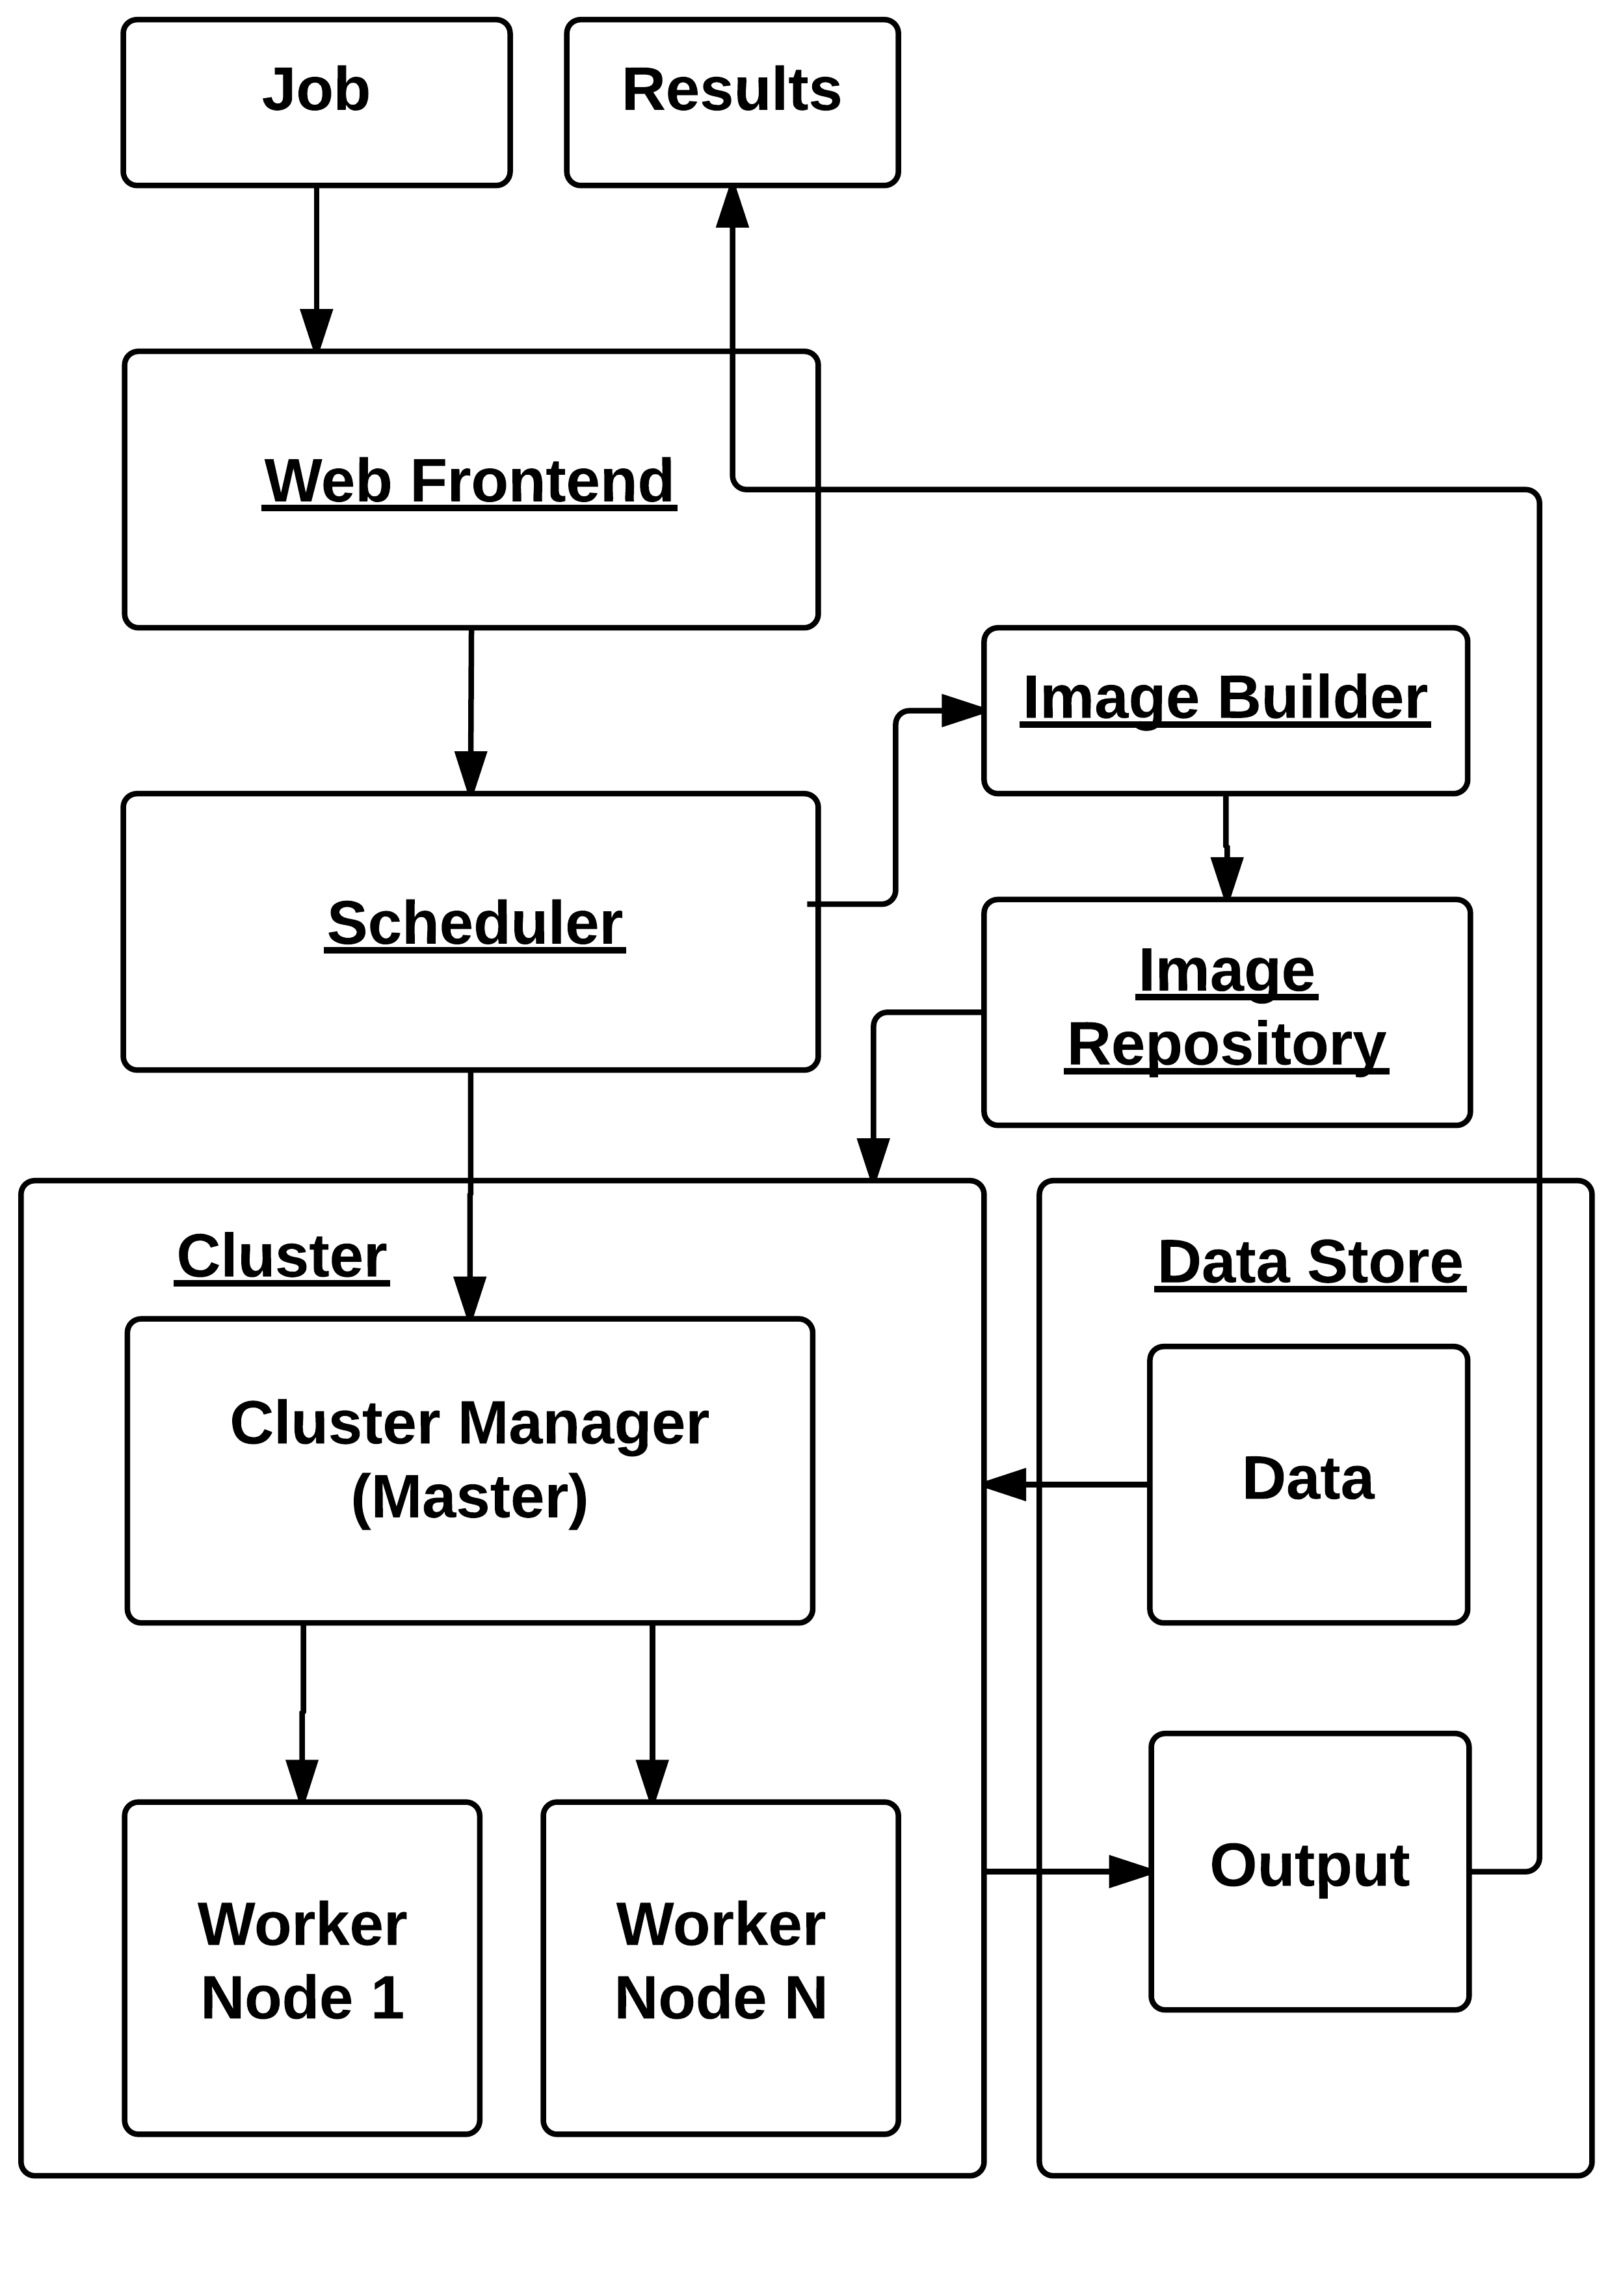 Job
Results
Web Frontend
Image Builder
Scheduler
Image
Repository
Cluster
Data Store
Cluster Manager
(Master)
Data
Worker
Node 1
Worker
Node N
Output